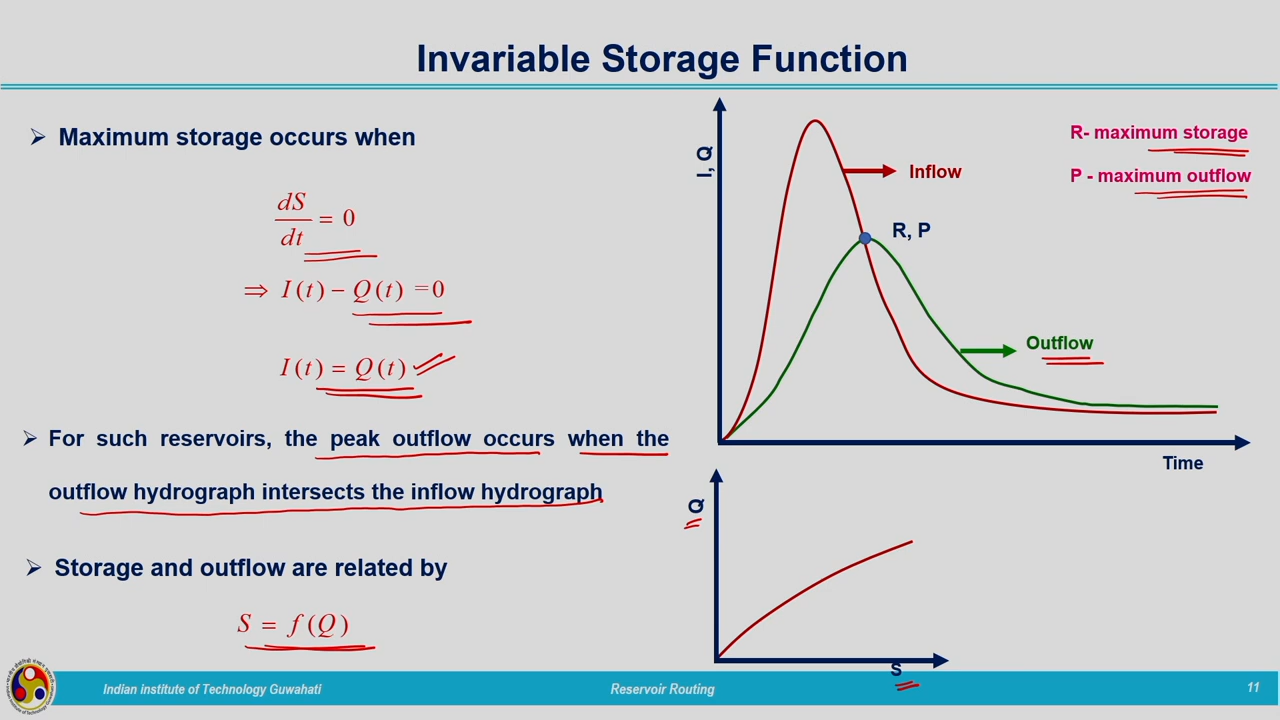 Invariable Storage Function
➢ Maximum storage occurs when
dS/dt = 0
⇒ I(t) − Q(t) = 0
I(t) = Q(t)
➢ For such reservoirs, the peak outflow occurs when the
outflow hydrograph intersects the inflow hydrograph
➢ Storage and outflow are related by
S = f(Q)
I, Q
Inflow
R, P
R- maximum storage
P - maximum outflow
Outflow
Time
Q
S
Indian institute of Technology Guwahati
Reservoir Routing
11